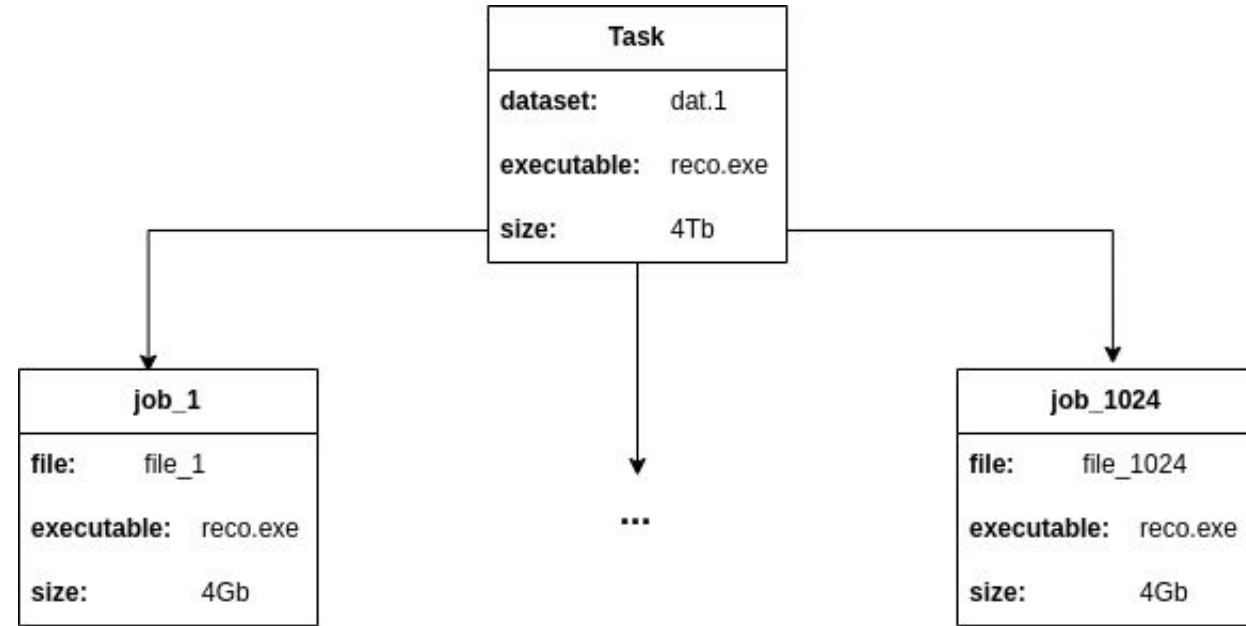 Task
dataset: dat.1
executable: reco.exe
size: 4Tb
job_1
file: file_1
executable: reco.exe
size: 4Gb
...
job_1024
file: file_1024
executable: reco.exe
size: 4Gb